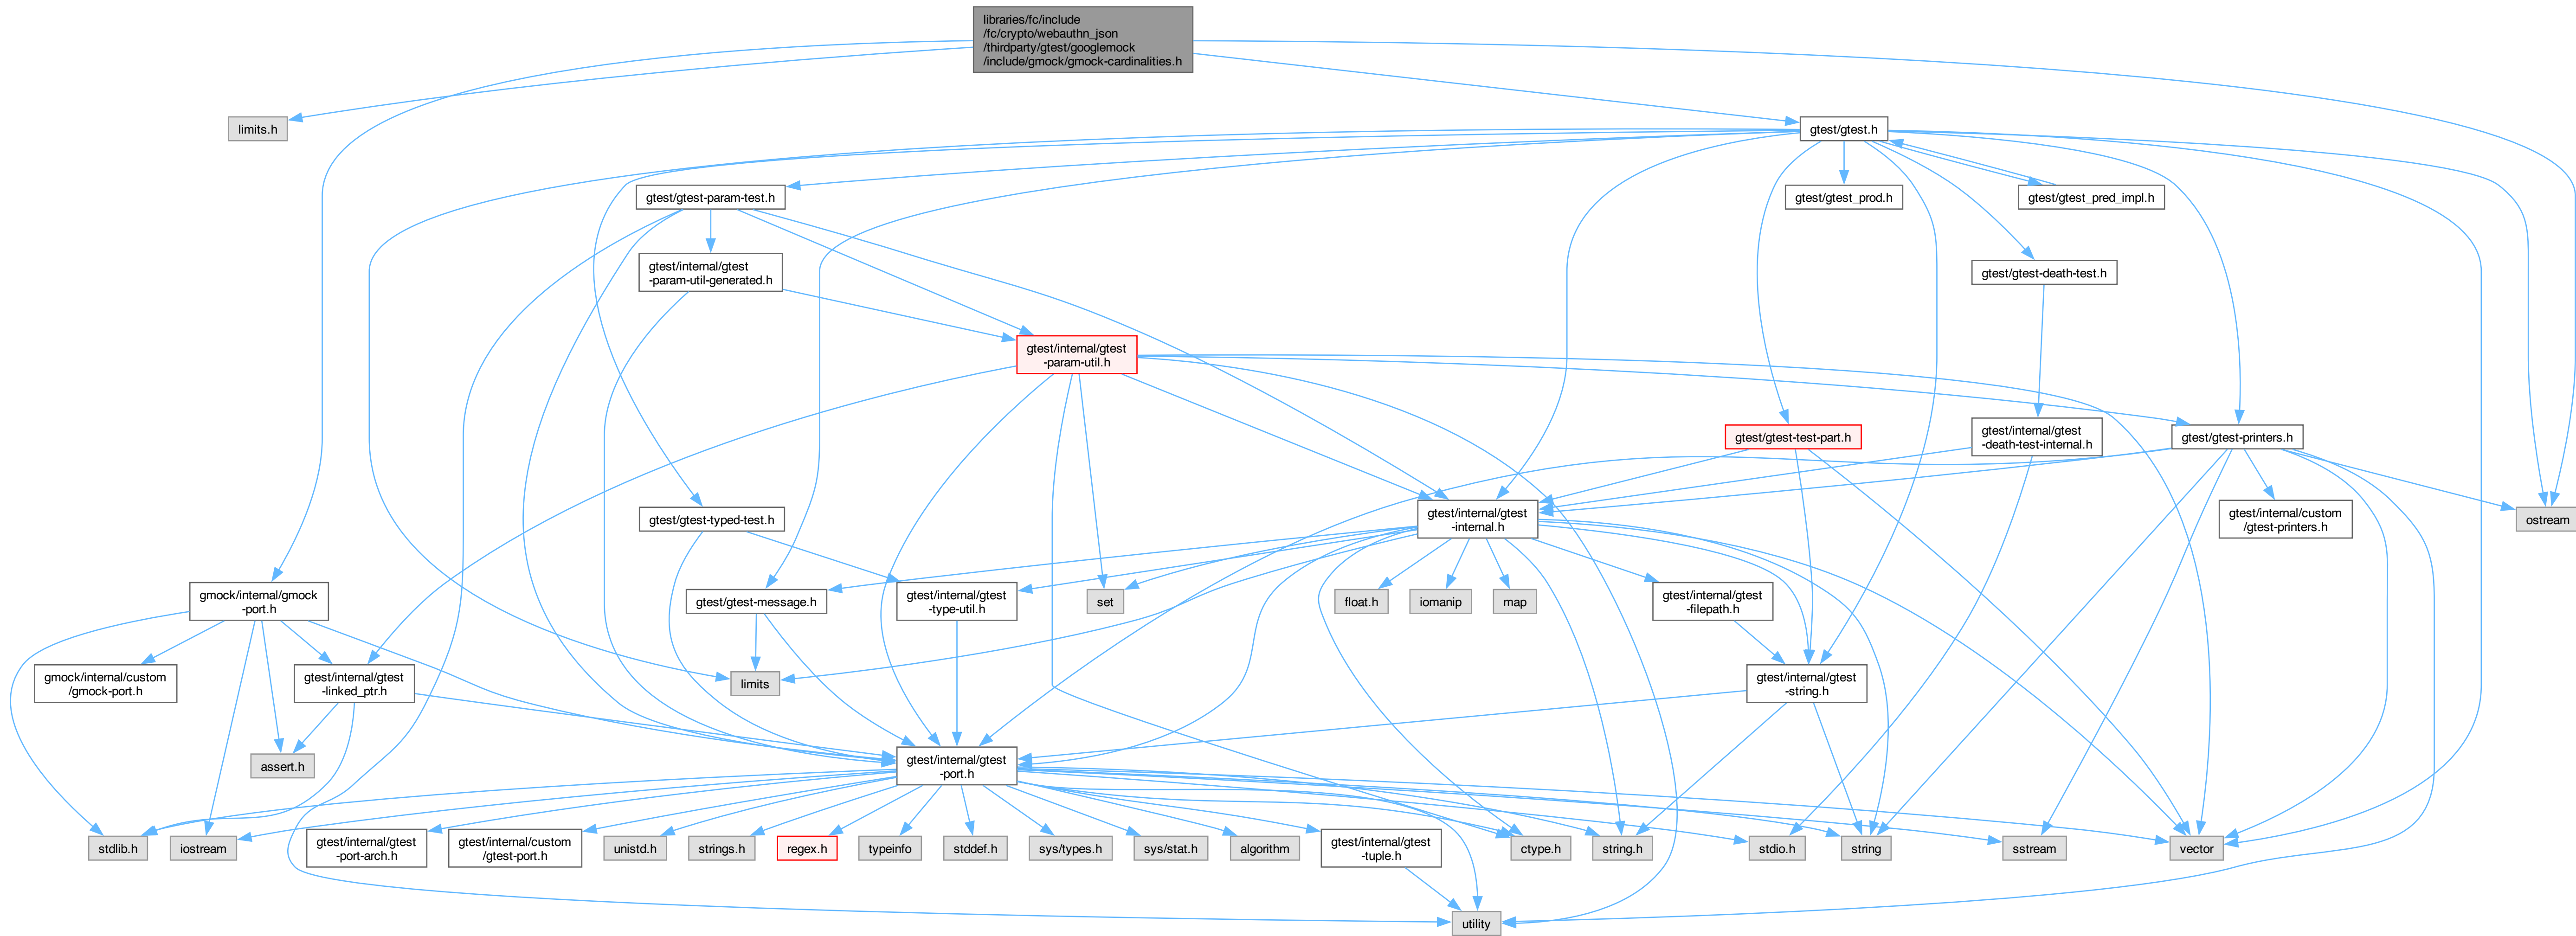 libraries/fc/include
/fc/crypto/webauthn_json
/thirdparty/gtest/googlemock
/include/gmock/gmock-cardinalities.h
limits.h
gtest/gtest.h
gtest/gtest-param-test.h
gtest/gtest_prod.h
gtest/gtest_pred_impl.h
gtest/internal/gtest
-param-util-generated.h
gtest/gtest-death-test.h
gtest/internal/gtest
-param-util.h
gtest/gtest-test-part.h
gtest/internal/gtest
-death-test-internal.h
gtest/gtest-printers.h
gtest/gtest-typed-test.h
gtest/internal/gtest
-internal.h
gtest/internal/custom
/gtest-printers.h
ostream
gmock/internal/gmock
-port.h
gtest/gtest-message.h
gtest/internal/gtest
-type-util.h
set
float.h
iomanip
map
gtest/internal/gtest
-filepath.h
gmock/internal/custom
/gmock-port.h
gtest/internal/gtest
-linked_ptr.h
limits
gtest/internal/gtest
-string.h
assert.h
gtest/internal/gtest
-port.h
stdlib.h
iostream
gtest/internal/gtest
-port-arch.h
gtest/internal/custom
/gtest-port.h
unistd.h
strings.h
regex.h
typeinfo
stddef.h
sys/types.h
sys/stat.h
algorithm
gtest/internal/gtest
-tuple.h
ctype.h
string.h
stdio.h
string
sstream
vector
utility